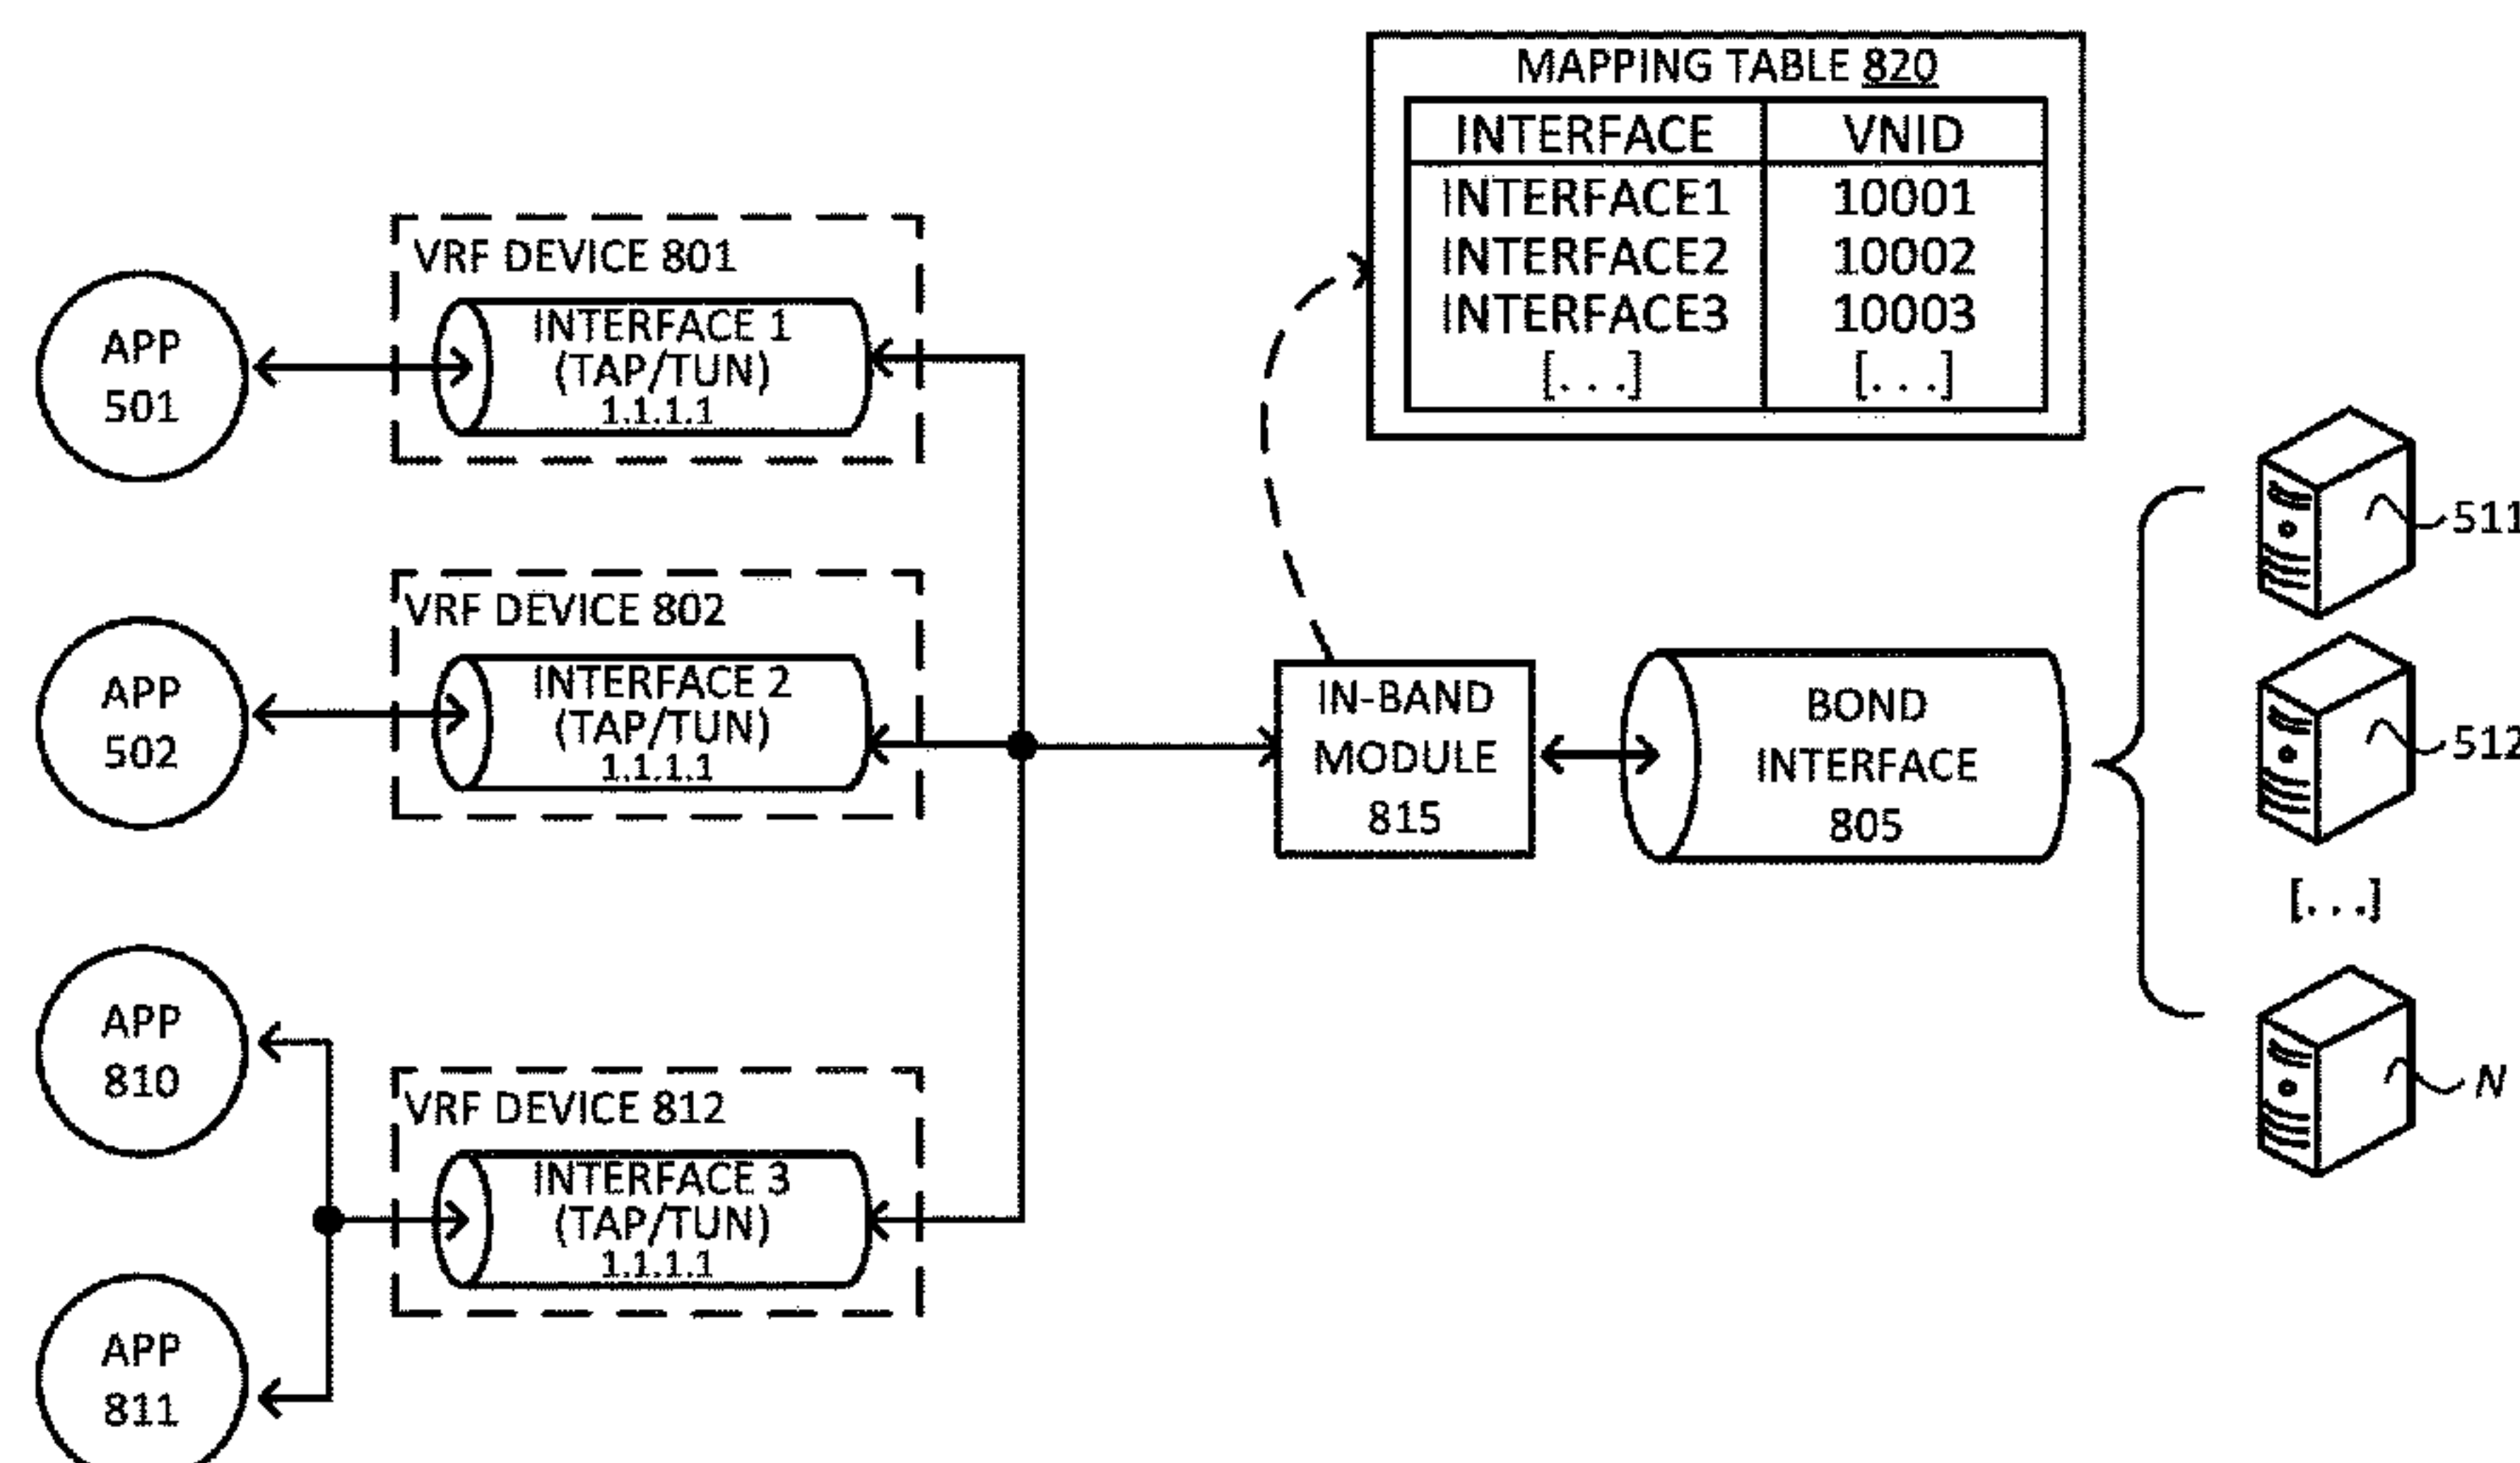 MAPPING TABLE 820
INTERFACE VNID
INTERFACE1 10001
INTERFACE2 10002
INTERFACE3 10003
[...] [...]
VRF DEVICE 801
INTERFACE 1
(TAP/TUN)
1.1.1.1
APP
501
VRF DEVICE 802
INTERFACE 2
(TAP/TUN)
1.1.1.1
APP
502
APP
810
VRF DEVICE 812
INTERFACE 3
(TAP/TUN)
1.1.1.1
APP
811
IN-BAND
MODULE
815
BOND
INTERFACE
805
511
512
[...]
N